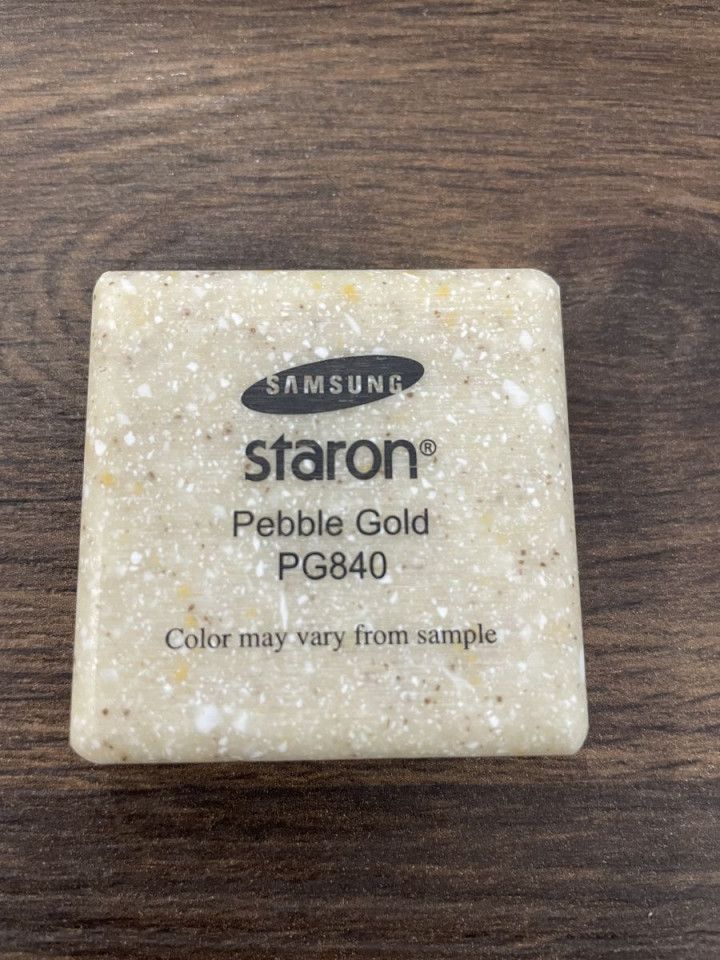 SAMSUNG
staron®
Pebble Gold
PG840
Color may vary from sample